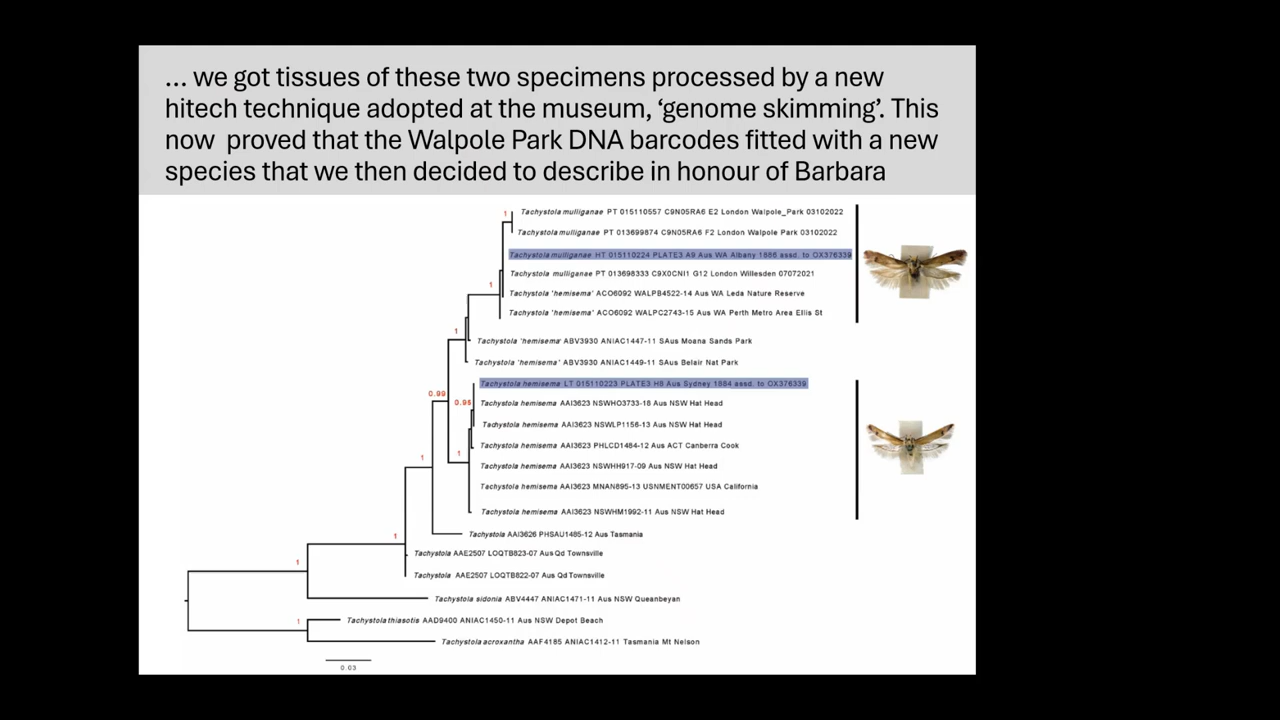 ... we got tissues of these two specimens processed by a new
hitech technique adopted at the museum, ‘genome skimming’. This
now proved that the Walpole Park DNA barcodes fitted with a new
species that we then decided to describe in honour of Barbara
1
Tachystola mulliganae PT 015110557 C9N05RA6 E2 London Walpole_Park 03102022
Tachystola mulliganae PT 013699874 C9N05RA6 F2 London Walpole Park 03102022
Tachystola mulliganae HT 015110224 PLATE3 A9 Aus WA Albany 1886 assd. to OX376339
Tachystola mulliganae PT 013698333 C9X0CNI1 G12 London Willesden 07072021
1
Tachystola 'hemisema' ACO6092 WALPB4522-14 Aus WA Leda Nature Reserve
Tachystola 'hemisema' ACO6092 WALPC2743-15 Aus WA Perth Metro Area Ellis St
1
Tachystola 'hemisema' ABV3930 ANIAC1447-11 SAus Moana Sands Park
Tachystola 'hemisema' ABV3930 ANIAC1449-11 SAus Belair Nat Park
Tachystola hemisema LT 015110223 PLATE3 H8 Aus Sydney 1884 assd. to OX376339
0.99
0.95
Tachystola hemisema AAI3623 NSWHO3733-18 Aus NSW Hat Head
Tachystola hemisema AAI3623 NSWLP1156-13 Aus NSW Hat Head
Tachystola hemisema AAI3623 PHLCD1484-12 Aus ACT Canberra Cook
1
1
Tachystola hemisema AAI3623 NSWHH917-09 Aus NSW Hat Head
Tachystola hemisema AAI3623 MNAN895-13 USNMENT00657 USA California
Tachystola hemisema AAI3623 NSWHM1992-11 Aus NSW Hat Head
Tachystola AAI3626 PHSAU1485-12 Aus Tasmania
1
Tachystola AAE2507 LOQTB823-07 Aus Qd Townsville
1
Tachystola AAE2507 LOQTB822-07 Aus Qd Townsville
Tachystola sidonia ABV4447 ANIAC1471-11 Aus NSW Queanbeyan
1
Tachystola thiasotis AAD9400 ANIAC1450-11 Aus NSW Depot Beach
Tachystola acroxantha AAF4185 ANIAC1412-11 Tasmania Mt Nelson
0.03